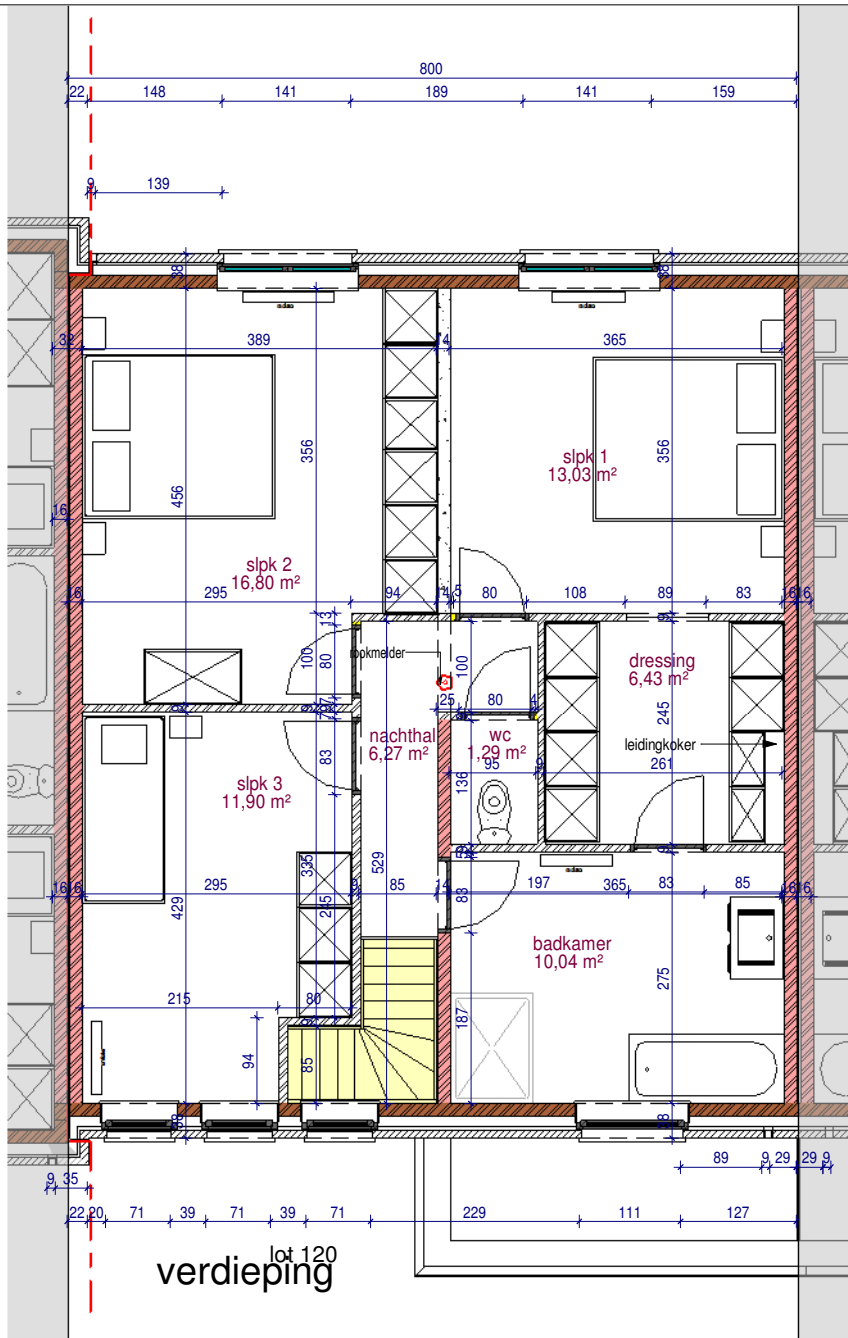 800
22 148 141 189 141 159
9 139
38 38
32 389 14 365
356 356
slpk 1
13,03 m²
456
16
slpk 2
16,80 m²
16 295 94 14 5 80 108 89 83 16 16
13 9
rookmelder
100 80 100
dressing
6,43 m²
25 80 4
245
nachthal
6,27 m²
wc
1,29 m²
leidingkoker
95 9 261
83
136
slpk 3
11,90 m²
335
529
16 16 295 9 85 14 197 365 83 85 16 16
429
245
83
badkamer
10,04 m²
275
215 80
187
94
9
85
38 38
89 9 29 29 9
9 35
22 20 71 39 71 39 71 229 111 127
lot 120
verdieping